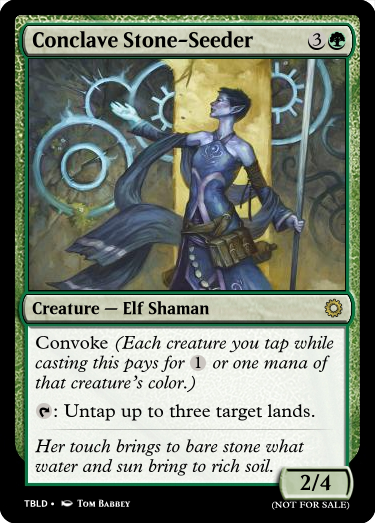 Conclave Stone-Seeder 3
Creature — Elf Shaman
Convoke (Each creature you tap while
casting this pays for 1 or one mana of
that creature's color.)
: Untap up to three target lands.
Her touch brings to bare stone what
water and sun bring to rich soil.
2/4
TBLD • Tom Babbey
(NOT FOR SALE)